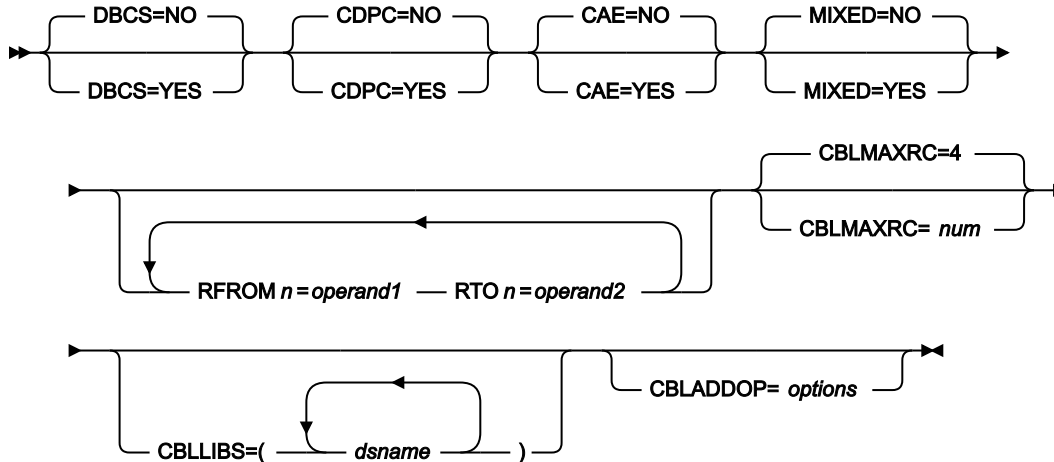 DBCS=NO CDPC=NO CAE=NO MIXED=NO
DBCS=YES CDPC=YES CAE=YES MIXED=YES
CBLMAXRC=4
CBLMAXRC= num
RFROM n=operand1 RTO n=operand2
CBLADDOP= options
CBLLIBS=( dsname )